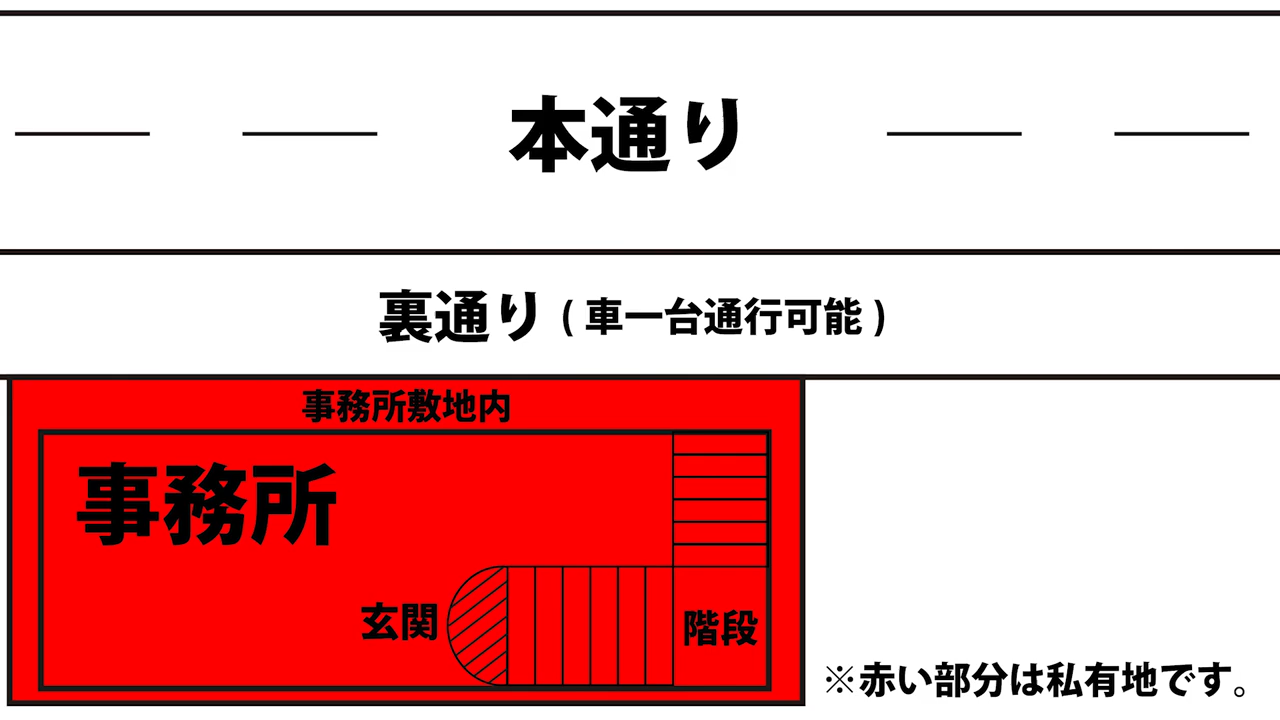 本通り
裏通り(車一台通行可能)
事務所敷地内
事務所
玄関
階段
※赤い部分は私有地です。